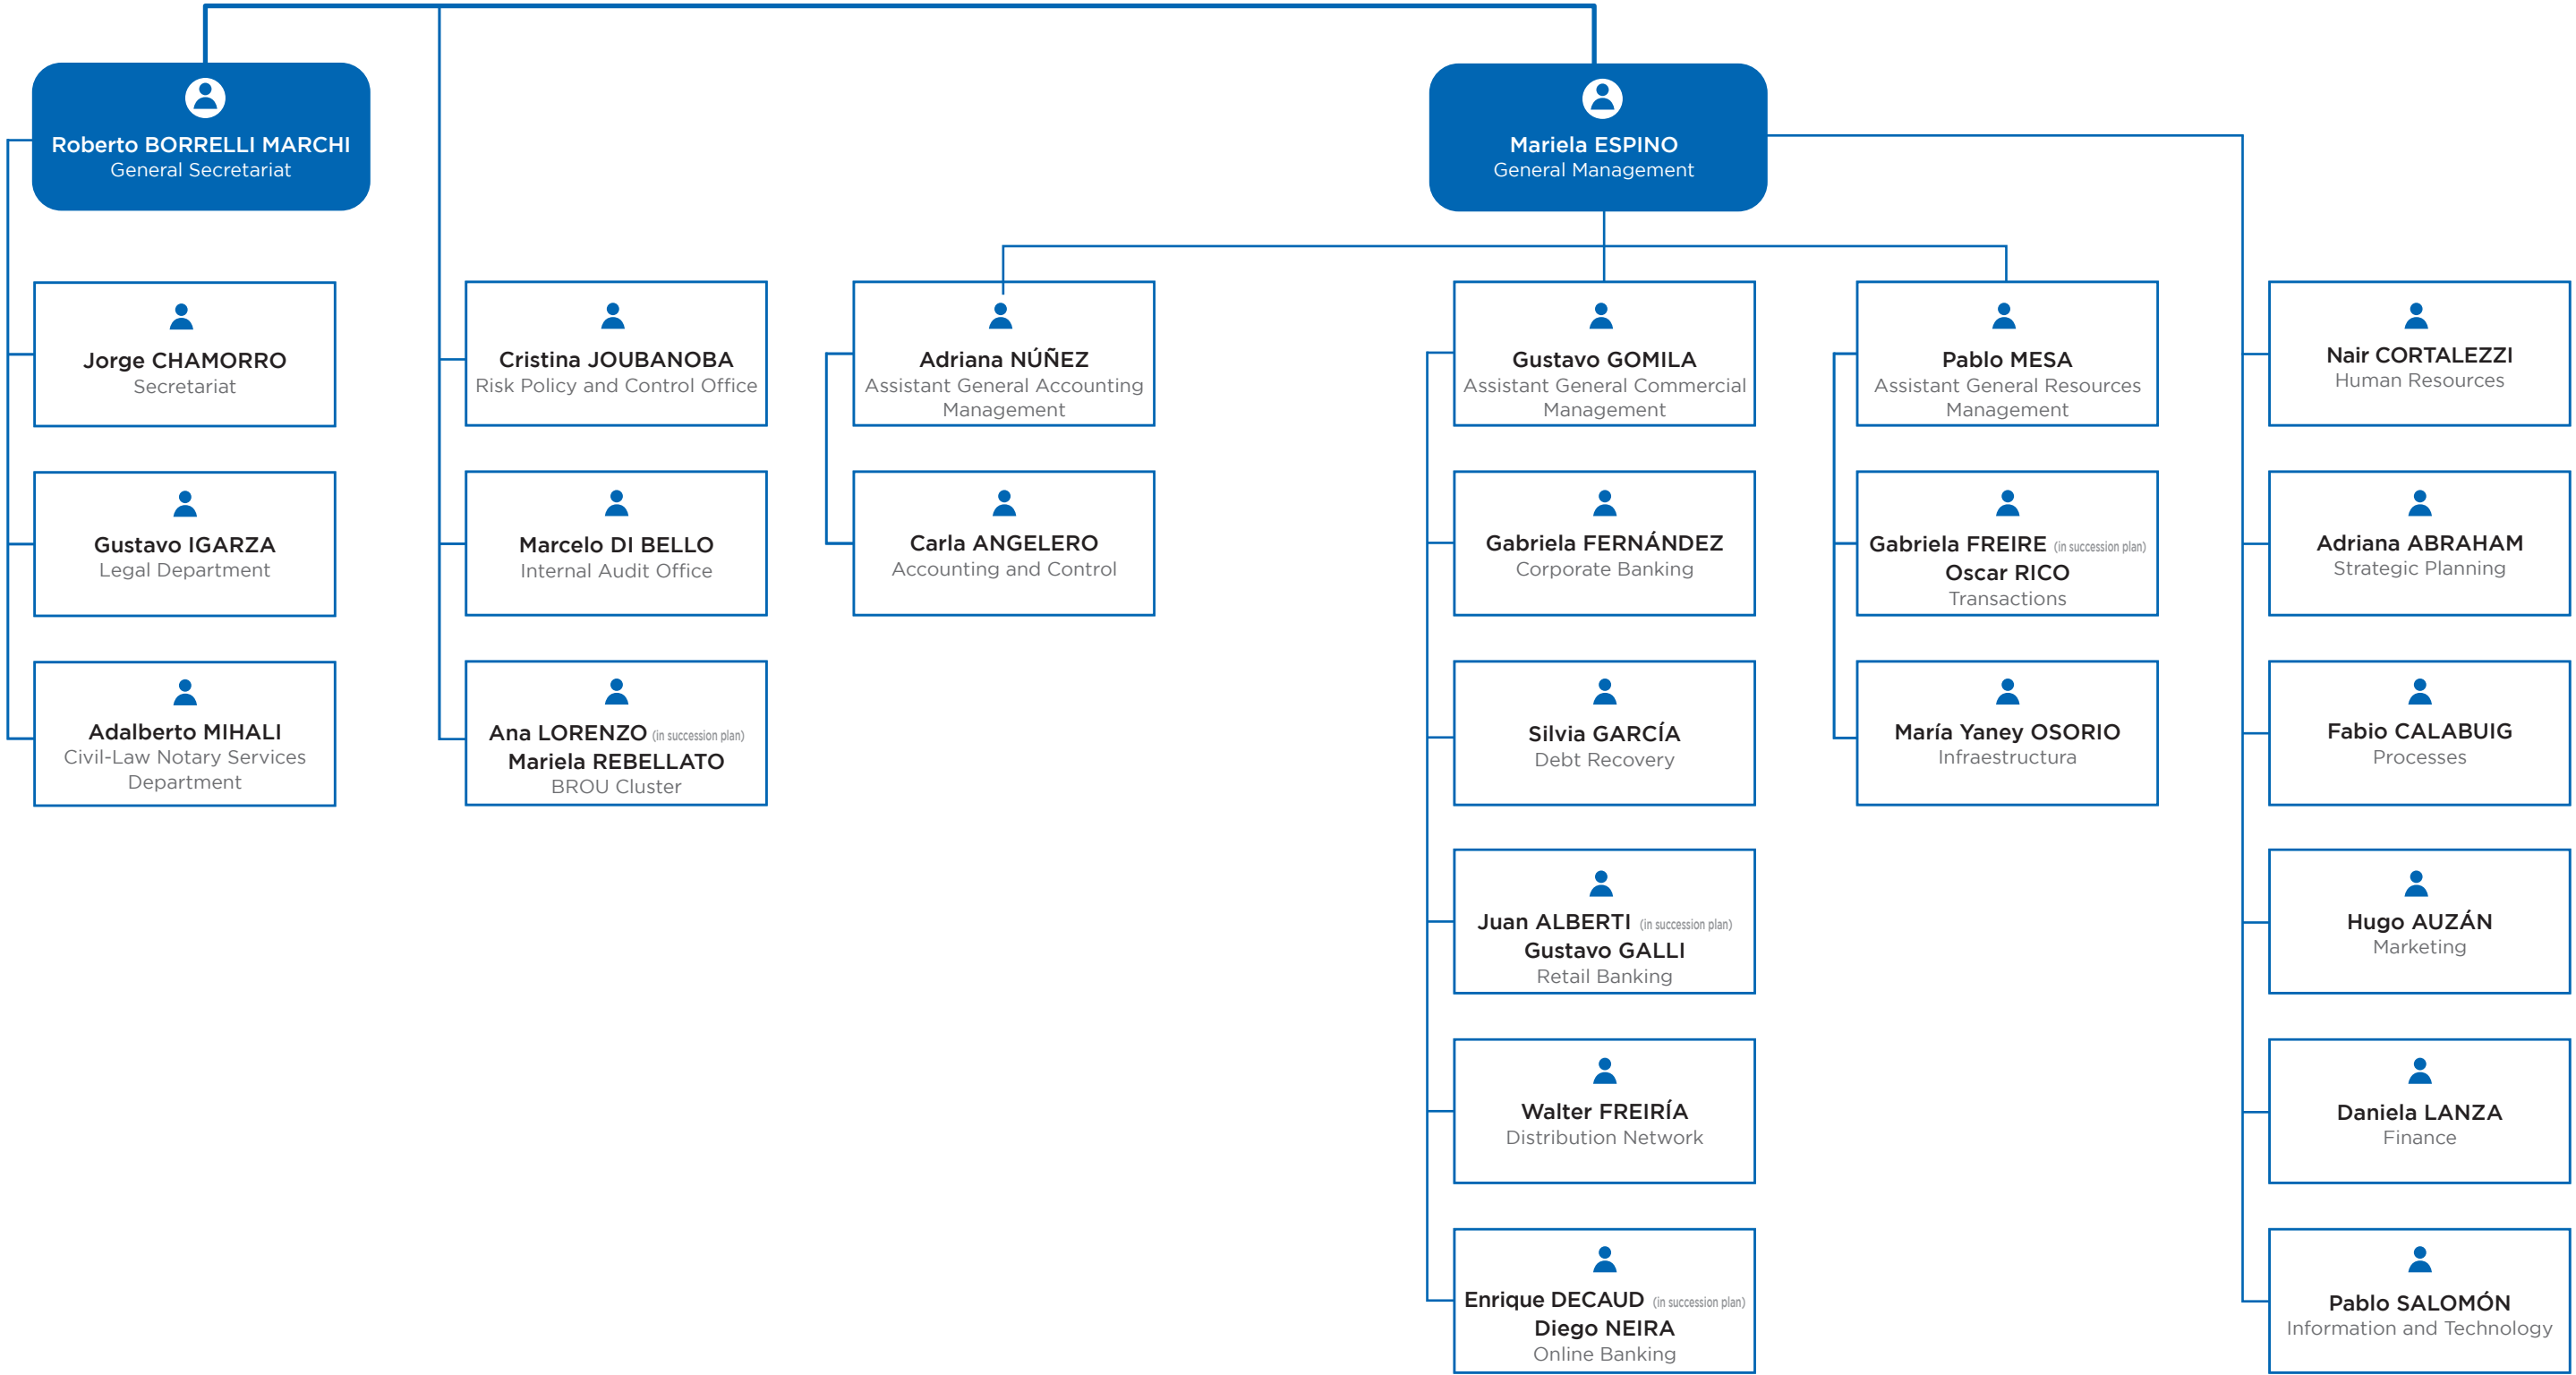 Roberto BORRELLI MARCHI
General Secretariat
Mariela ESPINO
General Management
Jorge CHAMORRO
Secretariat
Gustavo IGARZA
Legal Department
Adalberto MIHALI
Civil-Law Notary Services
Department
Cristina JOUBANOBA
Risk Policy and Control Office
Marcelo DI BELLO
Internal Audit Office
Ana LORENZO (in succession plan)
Mariela REBELLATO
BROU Cluster
Adriana NÚÑEZ
Assistant General Accounting
Management
Carla ANGELERO
Accounting and Control
Gustavo GOMILA
Assistant General Commercial
Management
Gabriela FERNÁNDEZ
Corporate Banking
Silvia GARCÍA
Debt Recovery
Juan ALBERTI (in succession plan)
Gustavo GALLI
Retail Banking
Walter FREIRÍA
Distribution Network
Enrique DECAUD (in succession plan)
Diego NEIRA
Online Banking
Pablo MESA
Assistant General Resources
Management
Gabriela FREIRE (in succession plan)
Oscar RICO
Transactions
María Yaney OSORIO
Infraestructura
Nair CORTALEZZI
Human Resources
Adriana ABRAHAM
Strategic Planning
Fabio CALABUIG
Processes
Hugo AUZÁN
Marketing
Daniela LANZA
Finance
Pablo SALOMÓN
Information and Technology